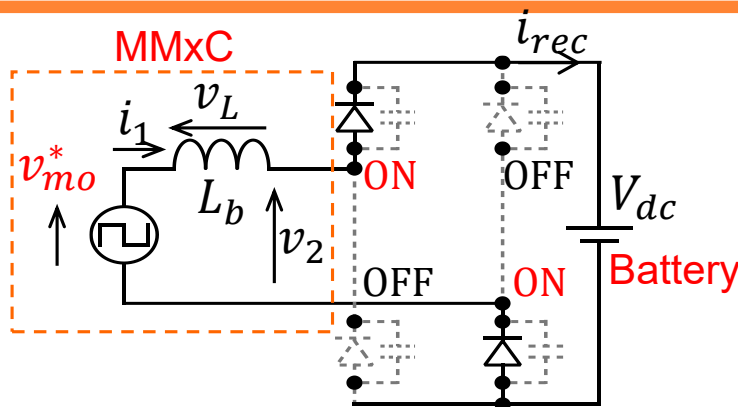 MMxC
i_rec
v_L
i_1
v*_mo
L_b
v_2
ON
OFF
V_dc
OFF
ON
Battery